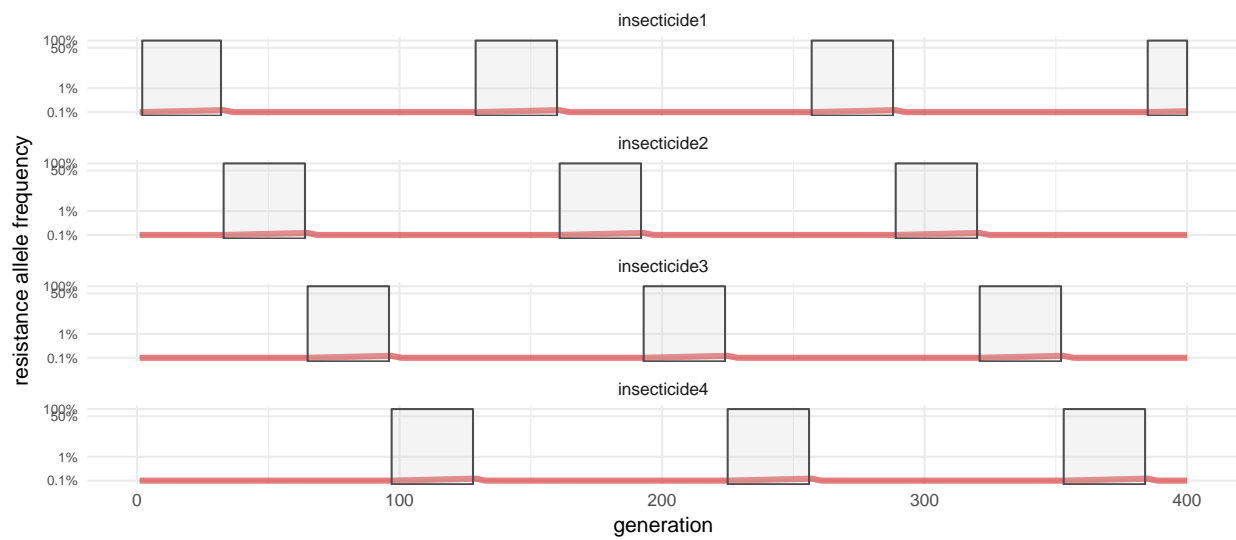 insecticide1
100%
50%
1%
0.1%
insecticide2
100%
50%
1%
0.1%
insecticide3
100%
50%
1%
0.1%
insecticide4
100%
50%
1%
0.1%
resistance allele frequency
0 100 200 300 400
generation